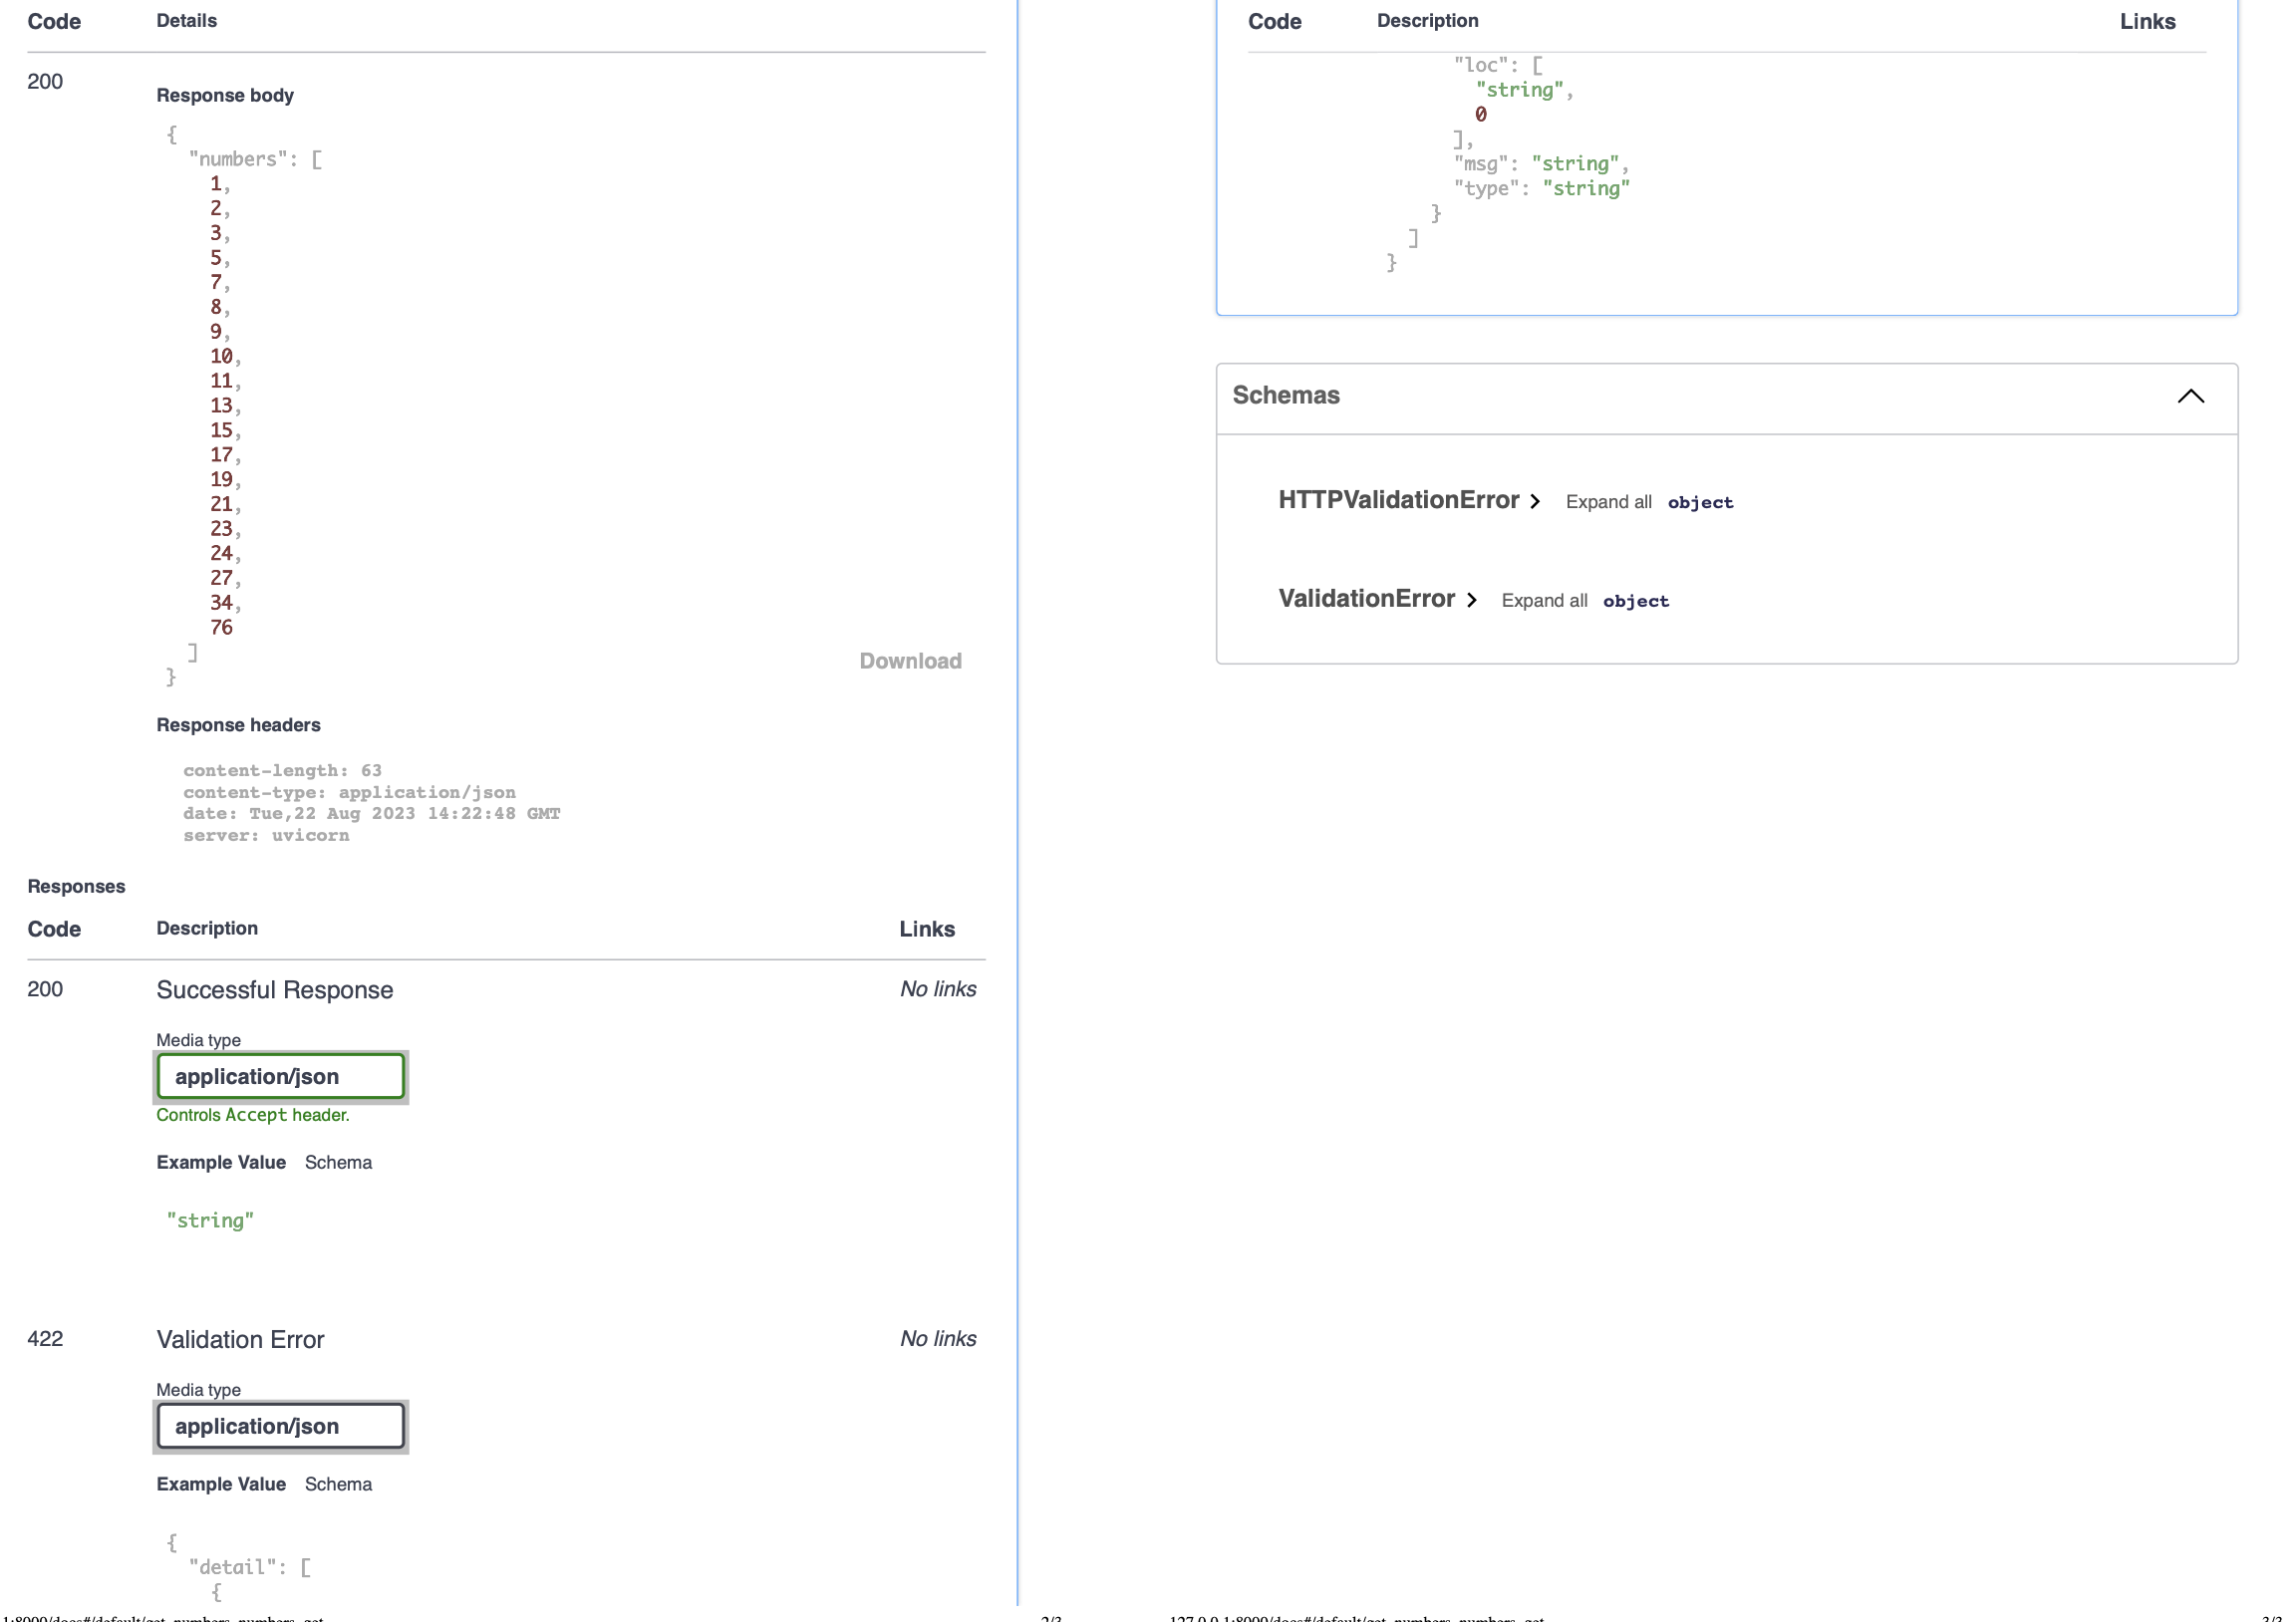 Code Details
200
Response body
{
"numbers": [
1,
2,
3,
5,
7,
8,
9,
10,
11,
13,
15,
17,
19,
21,
23,
24,
27,
34,
76
]
}
Download
Response headers
content-length: 63
content-type: application/json
date: Tue,22 Aug 2023 14:22:48 GMT
server: uvicorn
Responses
Code Description Links
200 Successful Response No links
Media type
application/json
Controls Accept header.
Example Value Schema
"string"
422 Validation Error No links
Media type
application/json
Example Value Schema
{
"detail": [
{
1:8000/docs#/default/get_numbers_numbers_get 2/3
Code Description Links
"loc": [
"string",
0
],
"msg": "string",
"type": "string"
}
]
}
Schemas
HTTPValidationError Expand all object
ValidationError Expand all object
127.0.0.1:8000/docs#/default/get_numbers_numbers_get 3/3